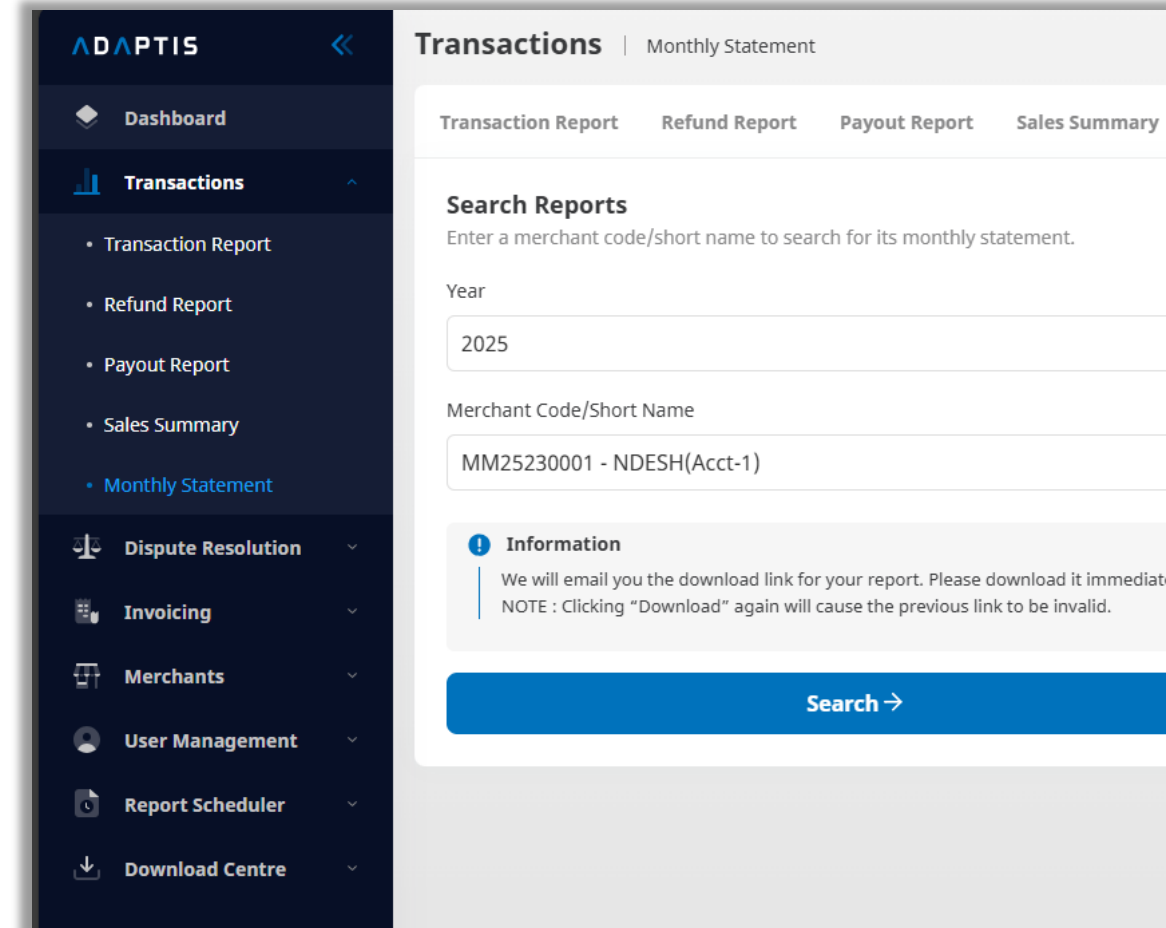 ADAPTIS
Dashboard
Transactions
• Transaction Report
• Refund Report
• Payout Report
• Sales Summary
• Monthly Statement
Dispute Resolution
Invoicing
Merchants
User Management
Report Scheduler
Download Centre
Transactions | Monthly Statement
Transaction Report Refund Report Payout Report Sales Summary
Search Reports
Enter a merchant code/short name to search for its monthly statement.
Year
2025
Merchant Code/Short Name
MM25230001 - NDESH(Acct-1)
Information
We will email you the download link for your report. Please download it
NOTE : Clicking “Download” again will cause the previous link to be invalid.
Search →